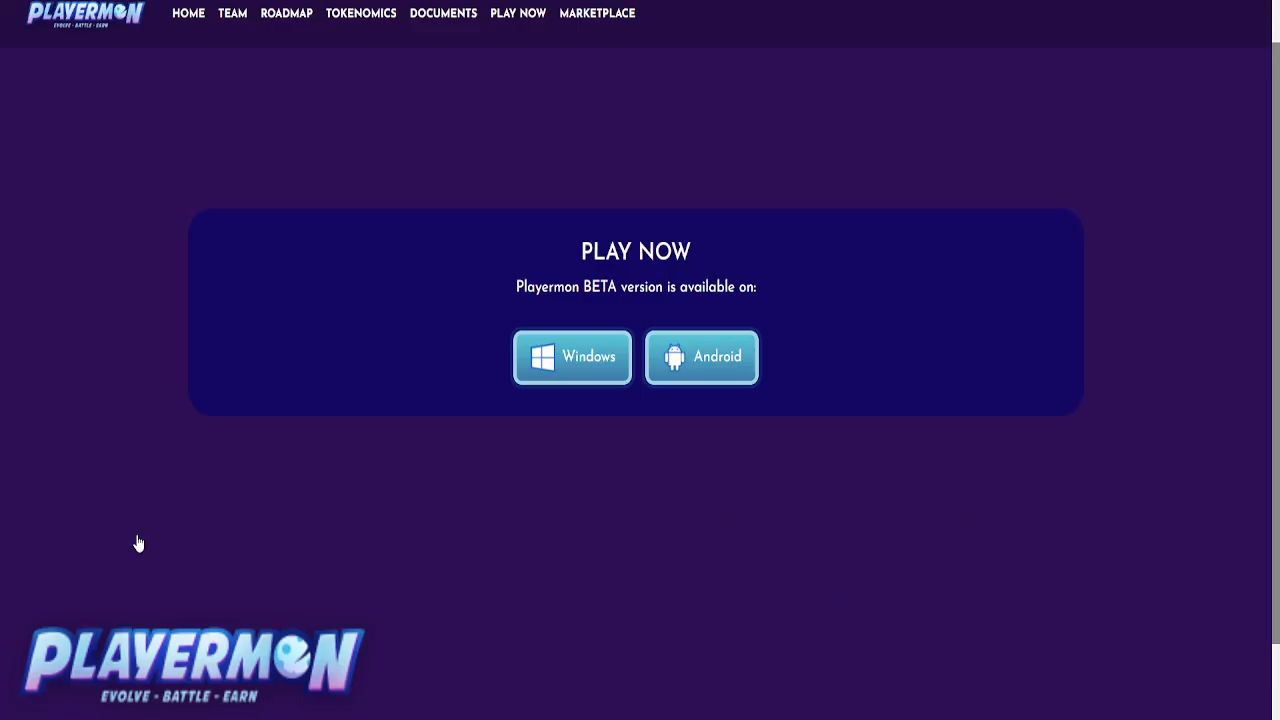 PLAYERMON
EVOLVE - BATTLE - EARN
HOME TEAM ROADMAP TOKENOMICS DOCUMENTS PLAY NOW MARKETPLACE
PLAY NOW
Playermon BETA version is available on:
Windows Android
PLAYERMON
EVOLVE - BATTLE - EARN